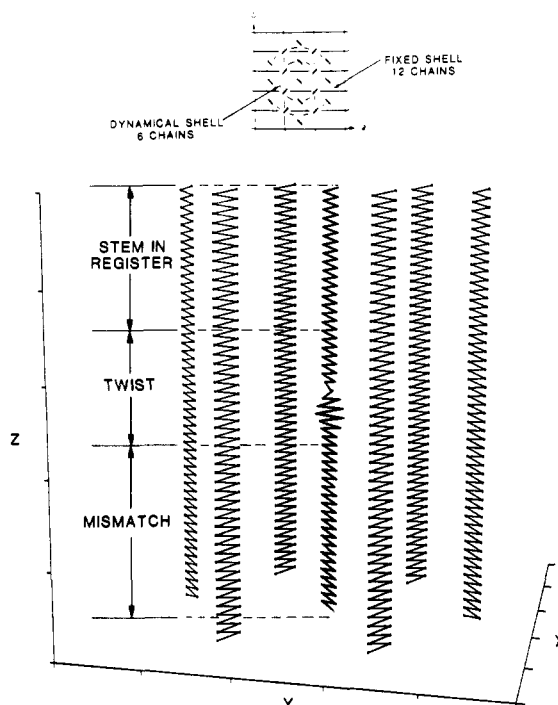 FIXED SHELL
12 CHAINS
DYNAMICAL SHELL
6 CHAINS
STEM IN
REGISTER
TWIST
Z
MISMATCH